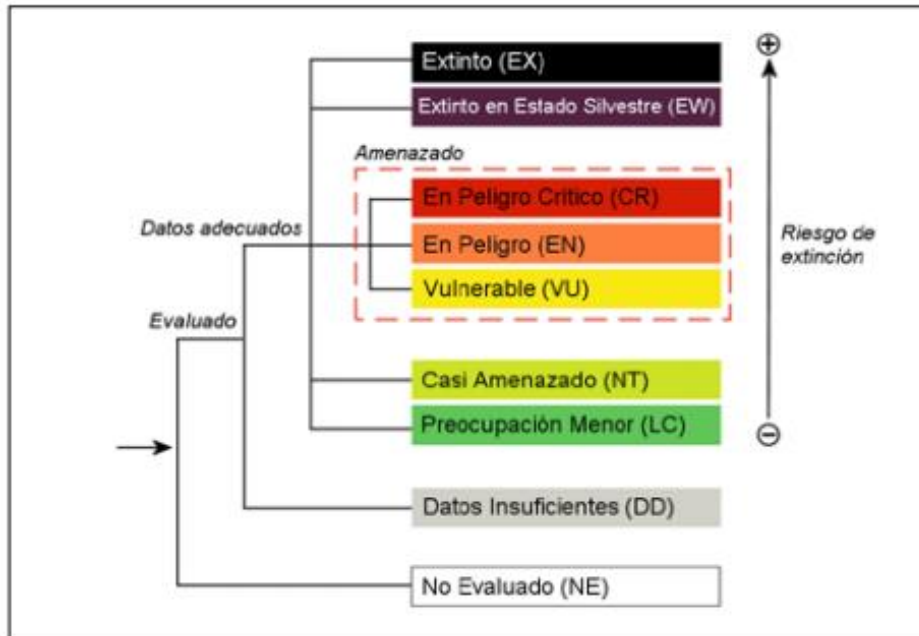 Extinto (EX)
Extinto en Estado Silvestre (EW)
Amenazado
En Peligro Crítico (CR)
Datos adecuados
En Peligro (EN)
Riesgo de
extinción
Vulnerable (VU)
Evaluado
Casi Amenazado (NT)
Preocupación Menor (LC)
Datos Insuficientes (DD)
No Evaluado (NE)